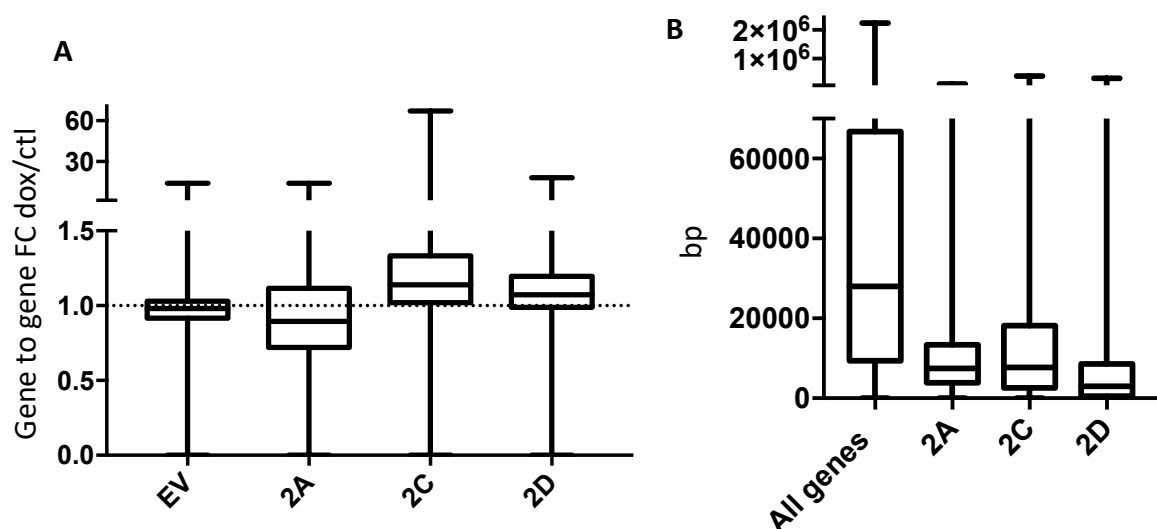 A
Gene to gene FC dox/ctl
60
30
1.5
1.0
0.5
0.0
EV
2A
2C
2D
B
2×10⁶
1×10⁶
bp
60000
40000
20000
0
All genes
2A
2C
2D